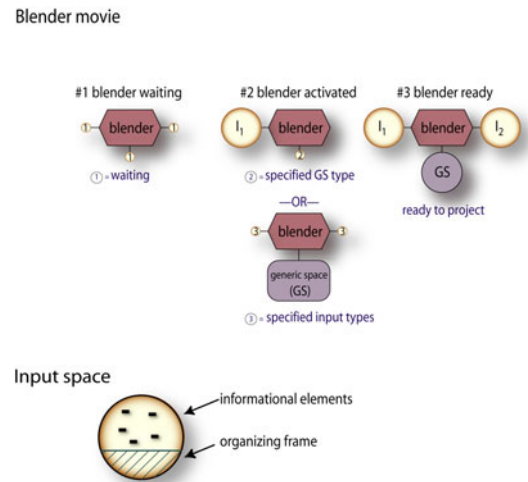 Blender movie
#1 blender waiting
#2 blender activated
#3 blender ready
① blender ①
①
① = waiting
I₁ blender
②
② = specified GS type
I₁ blender I₂
GS
ready to project
—OR—
③ blender ③
generic space
(GS)
③ = specified input types
Input space
informational elements
organizing frame